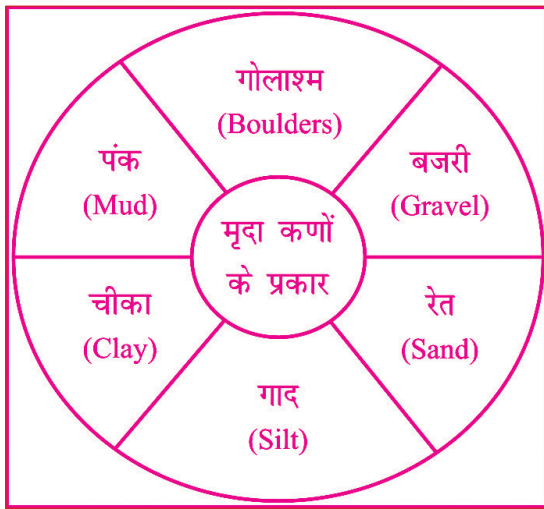 गोलाश्म
(Boulders)
बजरी
(Gravel)
रेत
(Sand)
गाद
(Silt)
चीका
(Clay)
पंक
(Mud)
मृदा कणों
के प्रकार